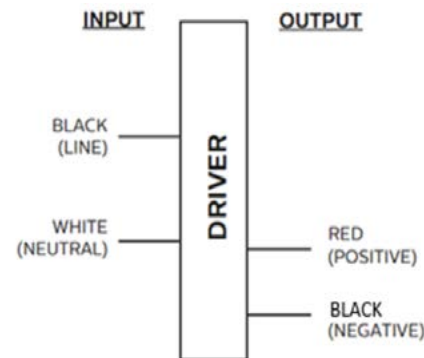 INPUT
OUTPUT
BLACK
(LINE)
WHITE
(NEUTRAL)
DRIVER
RED
(POSITIVE)
BLACK
(NEGATIVE)